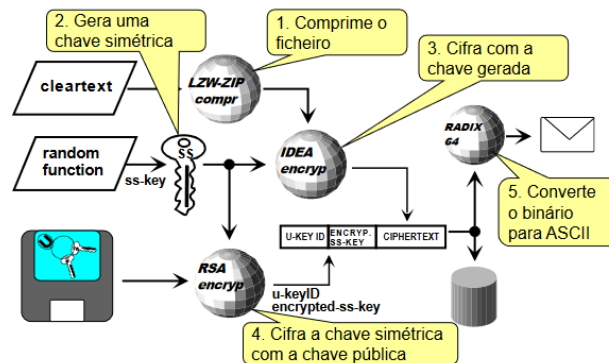 2. Gera uma
chave simétrica
1. Comprime o
ficheiro
3. Cifra com a
chave gerada
cleartext
LZW-ZIP
compr
random
function
ss-key
SS
IDEA
encryp
RADIX
64
5. Converte
o binário
para ASCII
U-KEY ID
ENCRYP.
SS-KEY
CIPHERTEXT
U
RSA
encryp
u-keyID
encrypted-ss-key
4. Cifra a chave simétrica
com a chave pública